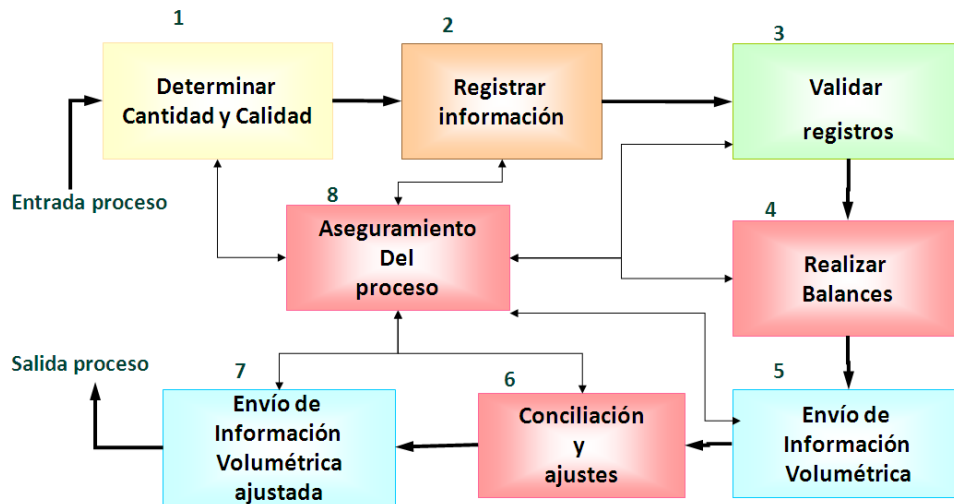 1
Determinar
Cantidad y Calidad
2
Registrar
información
3
Validar
registros
Entrada proceso
8
Aseguramiento
Del
proceso
4
Realizar
Balances
Salida proceso
7
Envío de
Información
Volumétrica
ajustada
6
Conciliación
y
ajustes
5
Envío de
Información
Volumétrica